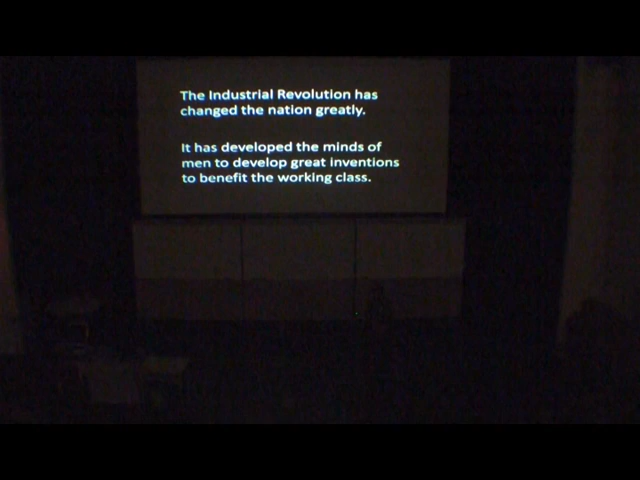 The Industrial Revolution has
changed the nation greatly.
It has developed the minds of
men to develop great inventions
to benefit the working class.